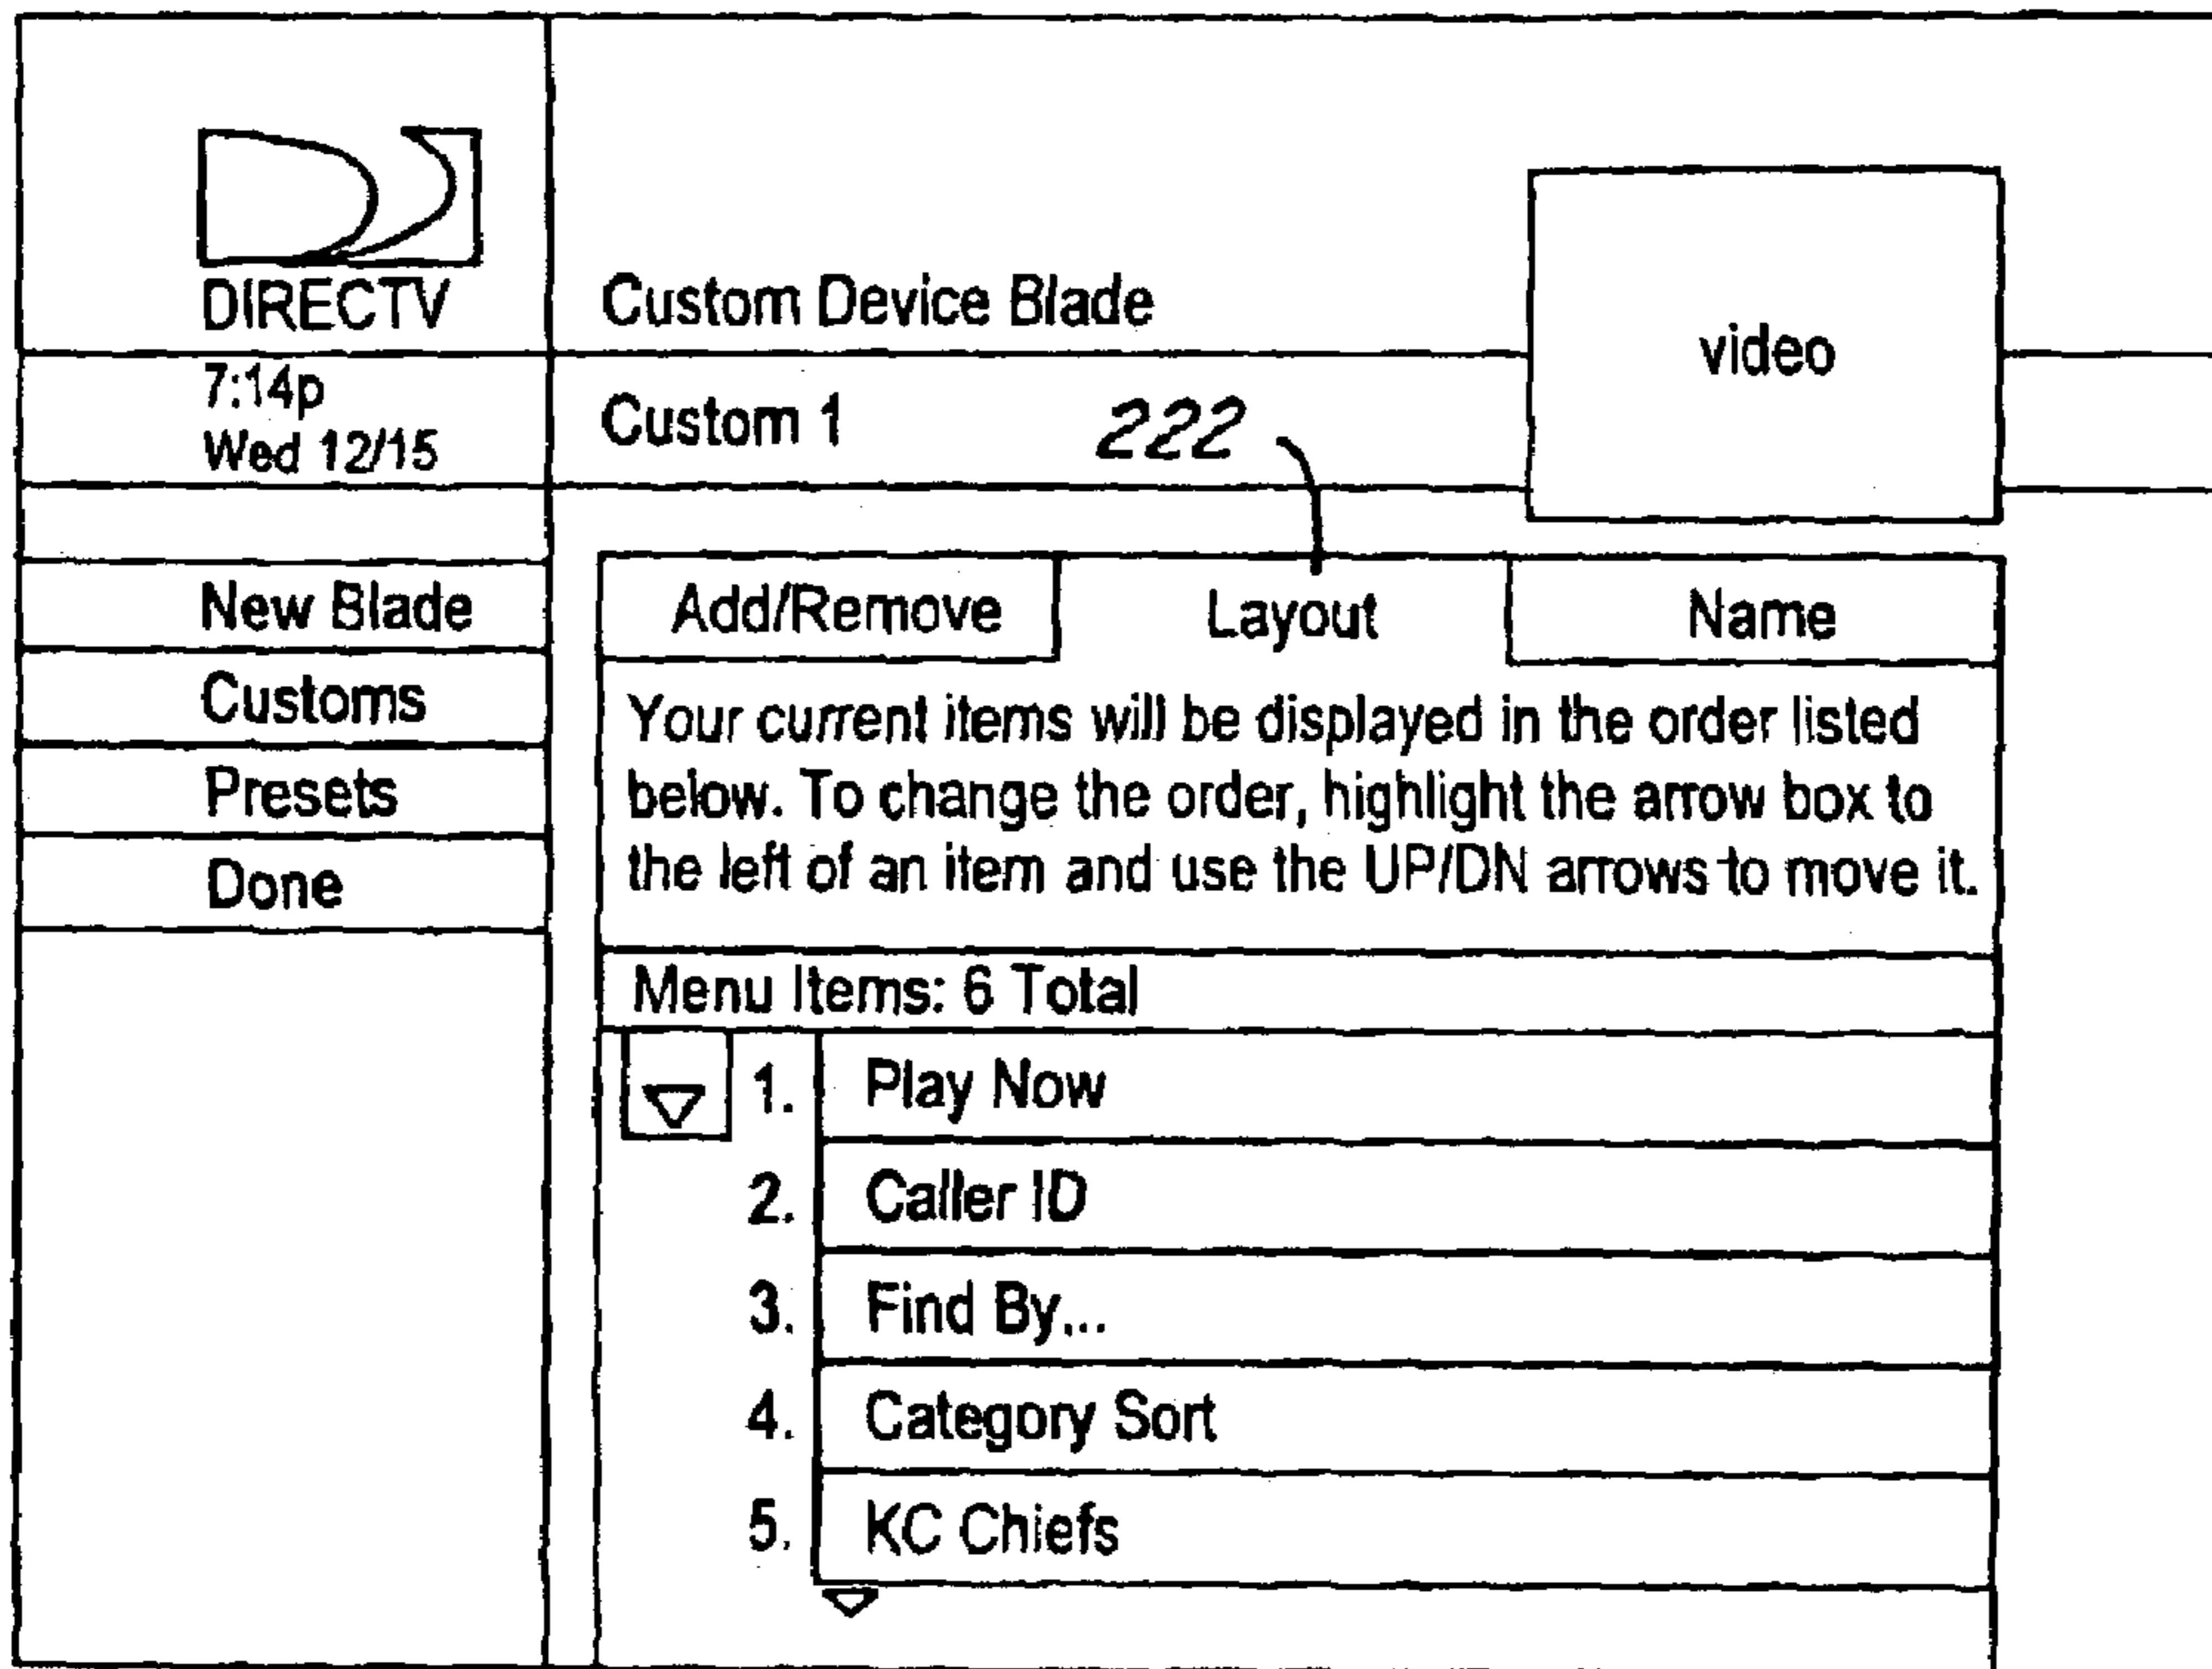 DIRECTV
Custom Device Blade
video
7:14p
Wed 12/15
Custom 1
222
New Blade
Customs
Presets
Done
Add/Remove
Layout
Name
Your current items will be displayed in the order listed
below. To change the order, highlight the arrow box to
the left of an item and use the UP/DN arrows to move it.
Menu Items: 6 Total
1. Play Now
2. Caller ID
3. Find By...
4. Category Sort
5. KC Chiefs